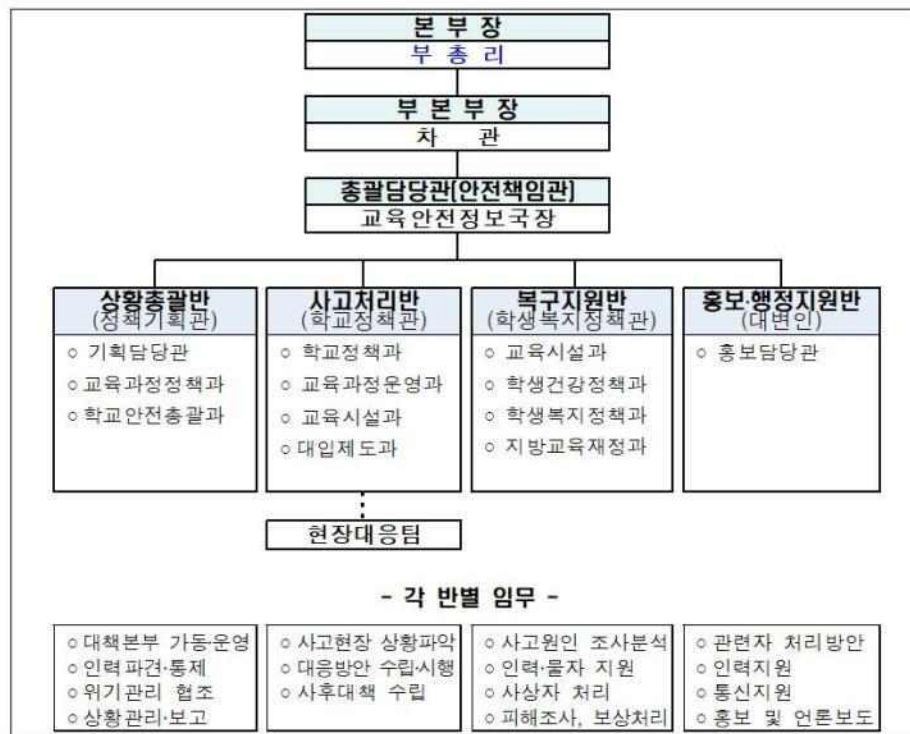 본 부 장
부 총 리
부 본 부 장
차 관
총괄담당관[안전책임관]
교육안전정보국장
상황총괄반
(정책기획관)
○ 기획담당관
○ 교육과정정책과
○ 학교안전총괄과
사고처리반
(학교정책관)
○ 학교정책과
○ 교육과정운영과
○ 교육시설과
○ 대입제도과
현장대응팀
복구지원반
(학생복지정책관)
○ 교육시설과
○ 학생건강정책과
○ 학생복지정책과
○ 지방교육재정과
홍보·행정지원반
(대변인)
○ 홍보담당관
- 각 반별 임무 -
○ 대책본부 가동·운영
○ 인력파견·통제
○ 위기관리 협조
○ 상황관리·보고
○ 사고현장 상황파악
○ 대응방안 수립·시행
○ 사후대책 수립
○ 사고원인 조사분석
○ 인력·물자 지원
○ 사상자 처리
○ 피해조사, 보상처리
○ 관련자 처리방안
○ 인력지원
○ 통신지원
○ 홍보 및 언론보도